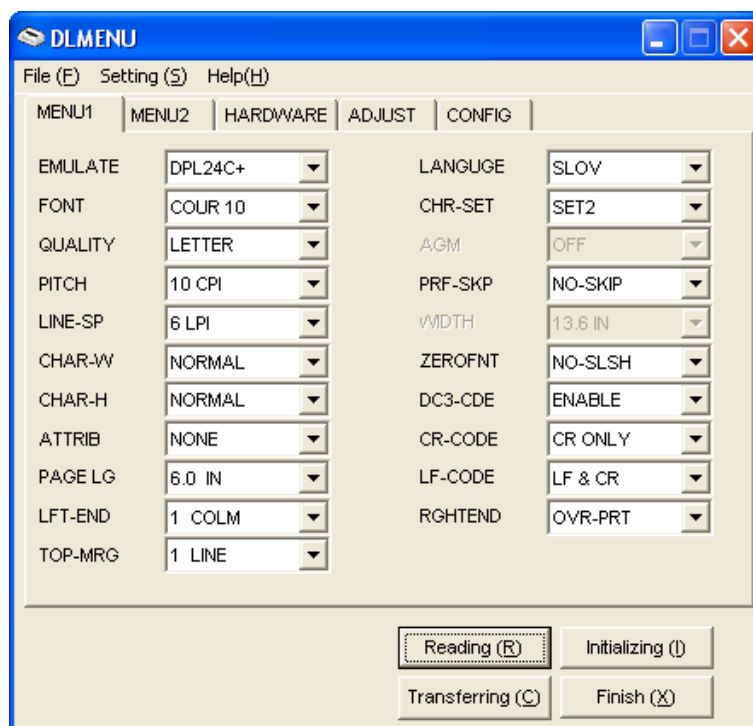 DLMENU
File (F) Setting (S) Help(H)
MENU1 MENU2 HARDWARE ADJUST CONFIG
EMULATE DPL24C+ LANGUGE SLOV
FONT COUR 10 CHR-SET SET2
QUALITY LETTER AGM OFF
PITCH 10 CPI PRF-SKP NO-SKIP
LINE-SP 6 LPI WIDTH 13.6 IN
CHAR-W NORMAL ZEROFNT NO-SLSH
CHAR-H NORMAL DC3-CDE ENABLE
ATTRIB NONE CR-CODE CR ONLY
PAGE LG 6.0 IN LF-CODE LF & CR
LFT-END 1 COLM RGHTEND OVR-PRT
TOP-MRG 1 LINE
Reading (R) Initializing (I)
Transferring (C) Finish (X)